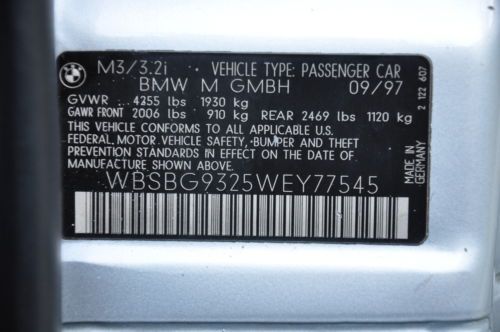 M3/3.2i VEHICLE TYPE: PASSENGER CAR
BMW M GMBH 09/97
GVWR 4255 lbs 1930 kg
GAWR FRONT 2006 lbs 910 kg REAR 2469 lbs 1120 kg
THIS VEHICLE CONFORMS TO ALL APPLICABLE U.S.
FEDERAL MOTOR VEHICLE SAFETY,-BUMPER AND THEFT
PREVENTION STANDARDS IN EFFECT ON THE DATE OF
MANUFACTURE SHOWN ABOVE.
WBSBG9325WEY77545
MADE IN
GERMANY
2 122 607